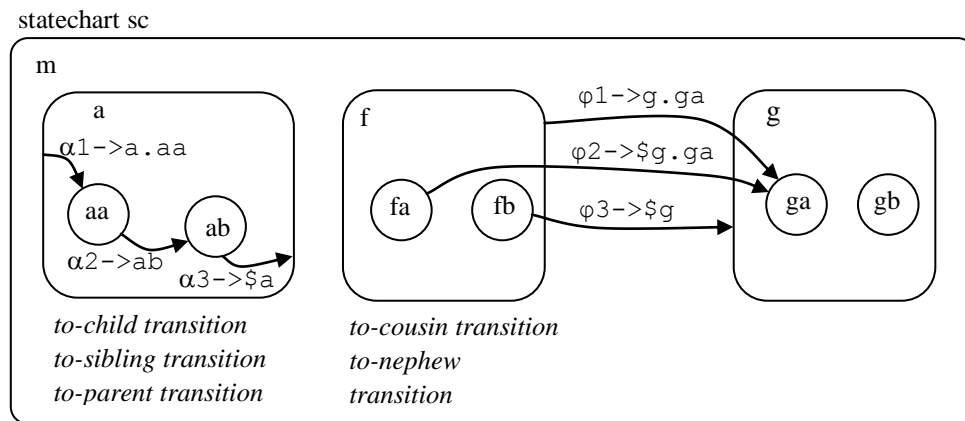 statechart sc
m
a
α1->a.aa
aa
ab
α2->ab
α3->$a
f
fa
fb
φ1->g.ga
φ2->$g.ga
φ3->$g
g
ga
gb
to-child transition
to-sibling transition
to-parent transition
to-cousin transition
to-nephew
transition